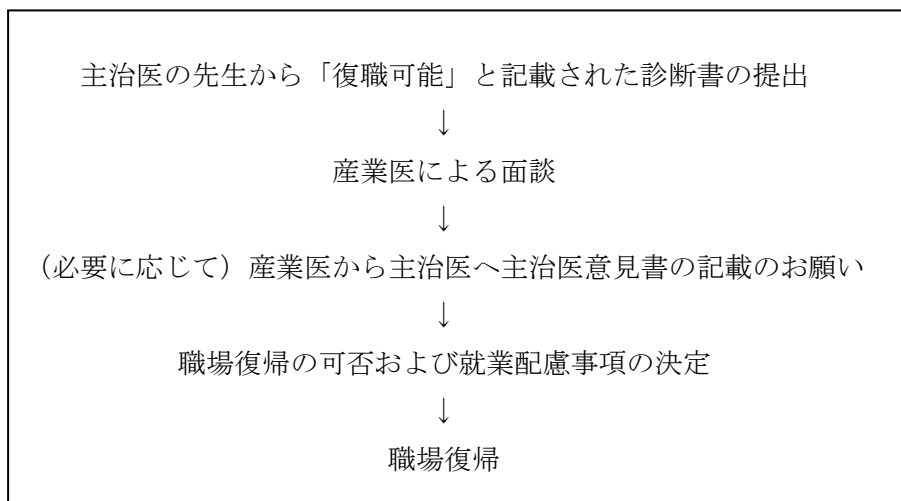 主治医の先生から「復職可能」と記載された診断書の提出
↓
産業医による面談
↓
（必要に応じて）産業医から主治医へ主治医意見書の記載のお願い
↓
職場復帰の可否および就業配慮事項の決定
↓
職場復帰